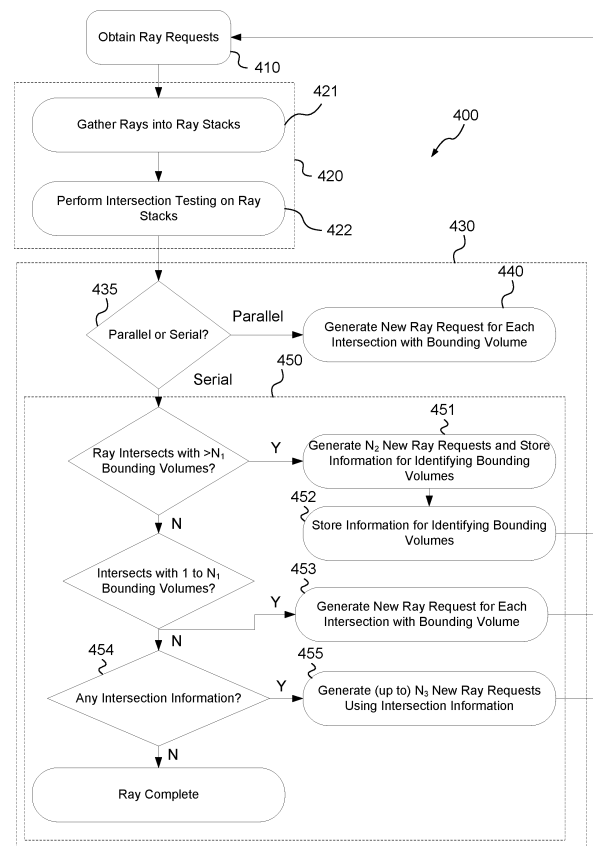 Obtain Ray Requests
410
421
Gather Rays into Ray Stacks
400
420
Perform Intersection Testing on Ray
Stacks
422
430
435
440
Parallel or Serial?
Parallel
Generate New Ray Request for Each
Intersection with Bounding Volume
Serial
450
451
Ray Intersects with >N₁
Bounding Volumes?
Y
Generate N₂ New Ray Requests and Store
Information for Identifying Bounding
Volumes
452
N
Store Information for Identifying Bounding
Volumes
Intersects with 1 to N₁
Bounding Volumes?
453
Y
Generate New Ray Request for Each
Intersection with Bounding Volume
N
454
455
Any Intersection Information?
Y
Generate (up to) N₃ New Ray Requests
Using Intersection Information
N
Ray Complete